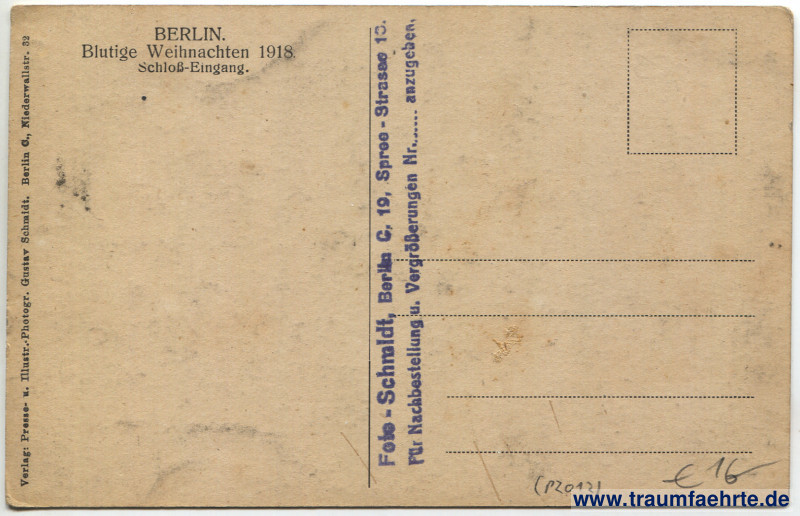 BERLIN.
Blutige Weihnachten 1918.
Schloß-Eingang.
Verlag: Presse- u. Illustr.-Photogr. Gustav Schmidt, Berlin C., Niederwallstr. 32
Foto-Schmidt, Berlin C. 19, Spree-Strasse 13.
Für Nachbestellung u. Vergrößerungen Nr....... anzugeben.
€ 16-
www.traumfaehrte.de